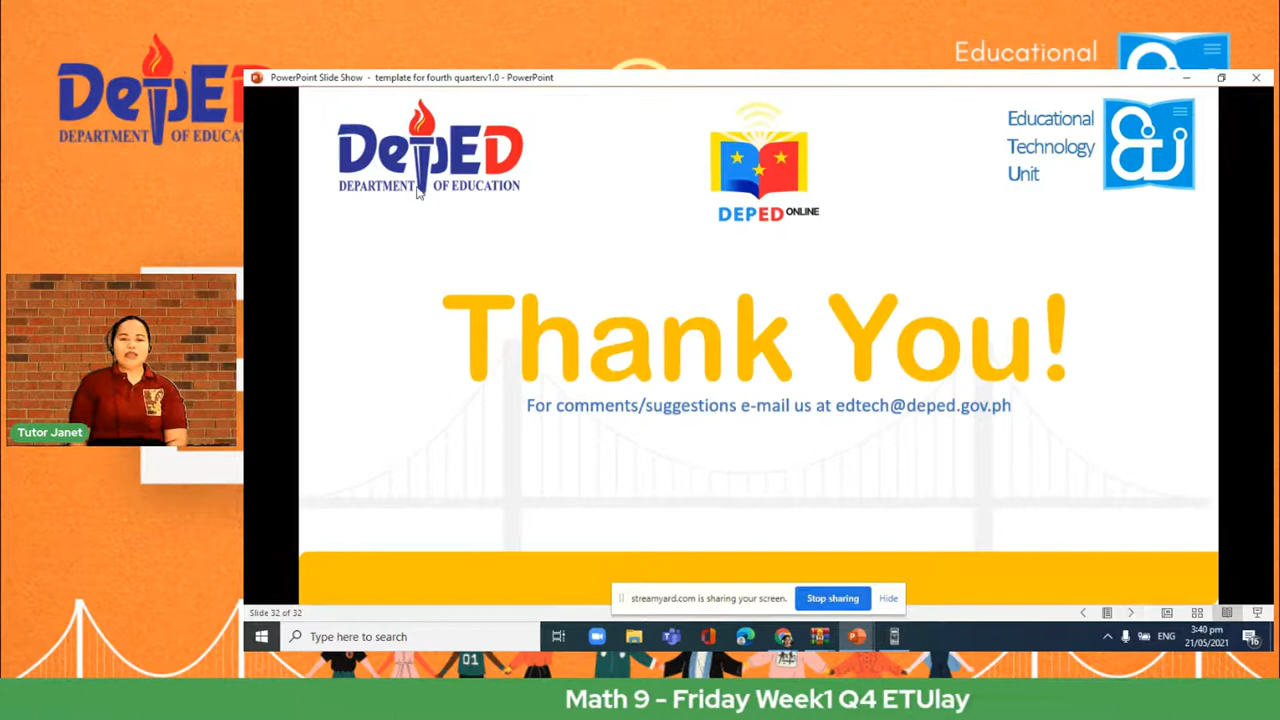 Educational
DepED
DEPARTMENT OF EDUCA
PowerPoint Slide Show - template for fourth quarterv1.0 - PowerPoint
DepED
DEPARTMENT OF EDUCATION
DEPED ONLINE
Educational
Technology
Unit
Thank You!
For comments/suggestions e-mail us at edtech@deped.gov.ph
Tutor Janet
streamyard.com is sharing your screen.
Stop sharing
Hide
Slide 32 of 32
Type here to search
ENG
3:40 pm
21/05/2021
16
01
Math 9 - Friday Week1 Q4 ETUlay